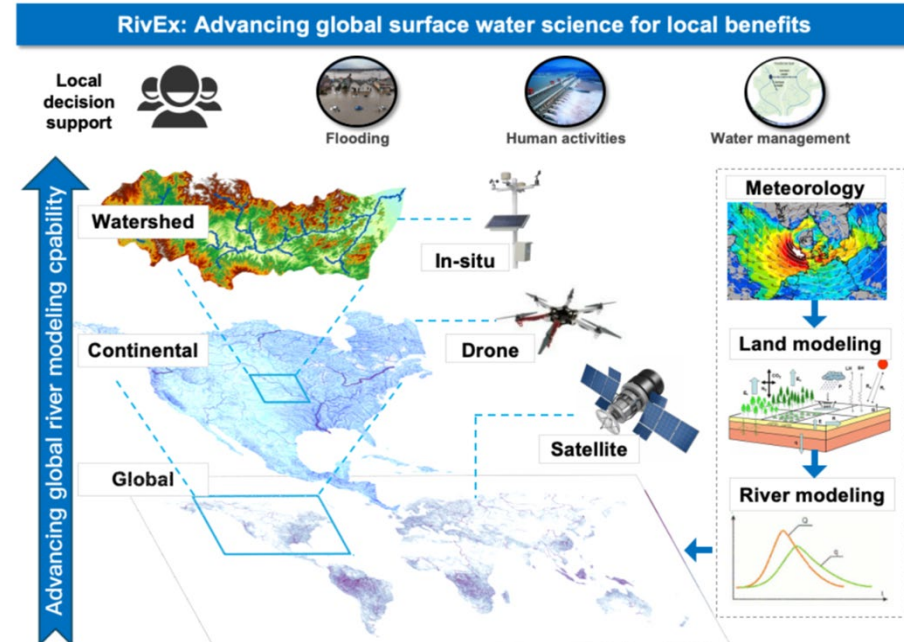 RivEx: Advancing global surface water science for local benefits
Local
decision
support
Flooding
Human activities
Water management
Advancing global river modeling cpability
Watershed
In-situ
Continental
Drone
Global
Satellite
Meteorology
Land modeling
River modeling
Q
q
t